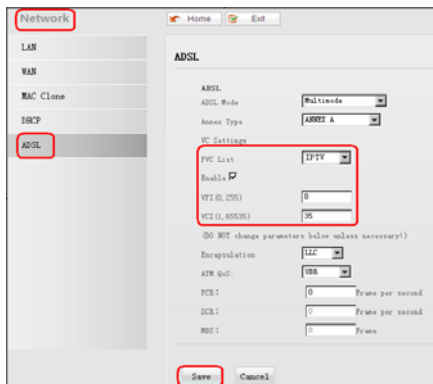 Network
Home Exit
LAN
WAN
MAC Clone
DHCP
ADSL
ADSL
ADSL
ADSL Mode Multimode
Annex Type ANNEX A
VC Settings
PVC List IPTV
Enable
VPI(0,255) 8
VCI(1,65535) 35
(DO NOT change parameters below unless necessary!)
Encapsulation LLC
ATM QoS: UBR
PCR: 0 Frame per second
SCR: 0 Frame per second
MBS: 0 Frame
Save Cancel